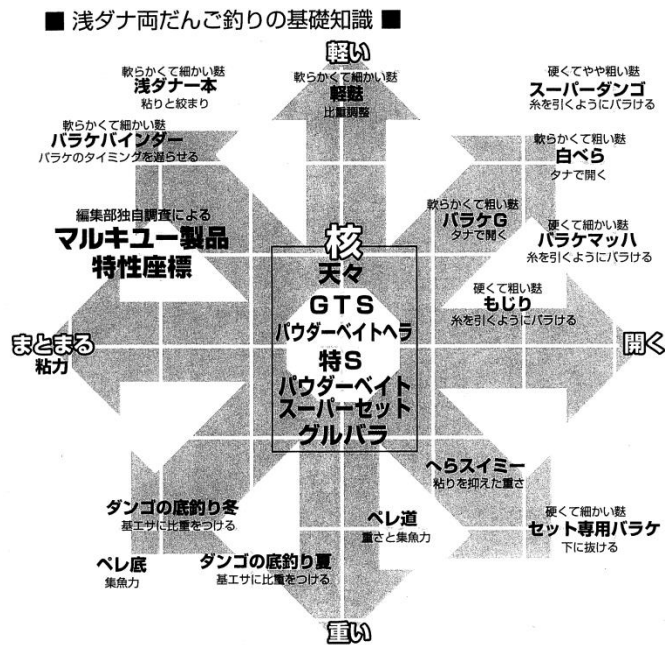 ■ 浅ダナ両だんご釣りの基礎知識 ■
軽い
軟らかくて細かい麩
浅ダナ一本
粘りと絞まり
軟らかくて細かい麩
軽麩
比重調整
硬くてやや粗い麩
スーパーダンゴ
糸を引くようにバラける
軟らかくて細かい麩
バラケバインダー
バラケのタイミングを遅らせる
軟らかくて粗い麩
白べら
タナで開く
編集部独自調査による
マルキユー製品
特性座標
軟らかくて粗い麩
バラケG
タナで開く
硬くて細かい麩
バラケマッハ
糸を引くようにバラける
核
天々
GTS
パウダーベイトヘラ
特S
パウダーベイト
スーパーセット
グルバラ
硬くて粗い麩
もじり
糸を引くようにバラける
まとまる
粘力
開く
へらスイミー
粘りを抑えた重さ
ダンゴの底釣り冬
基エサに比重をつける
ペレ道
重さと集魚力
硬くて細かい麩
セット専用バラケ
下に抜ける
ペレ底
集魚力
ダンゴの底釣り夏
基エサに比重をつける
重い